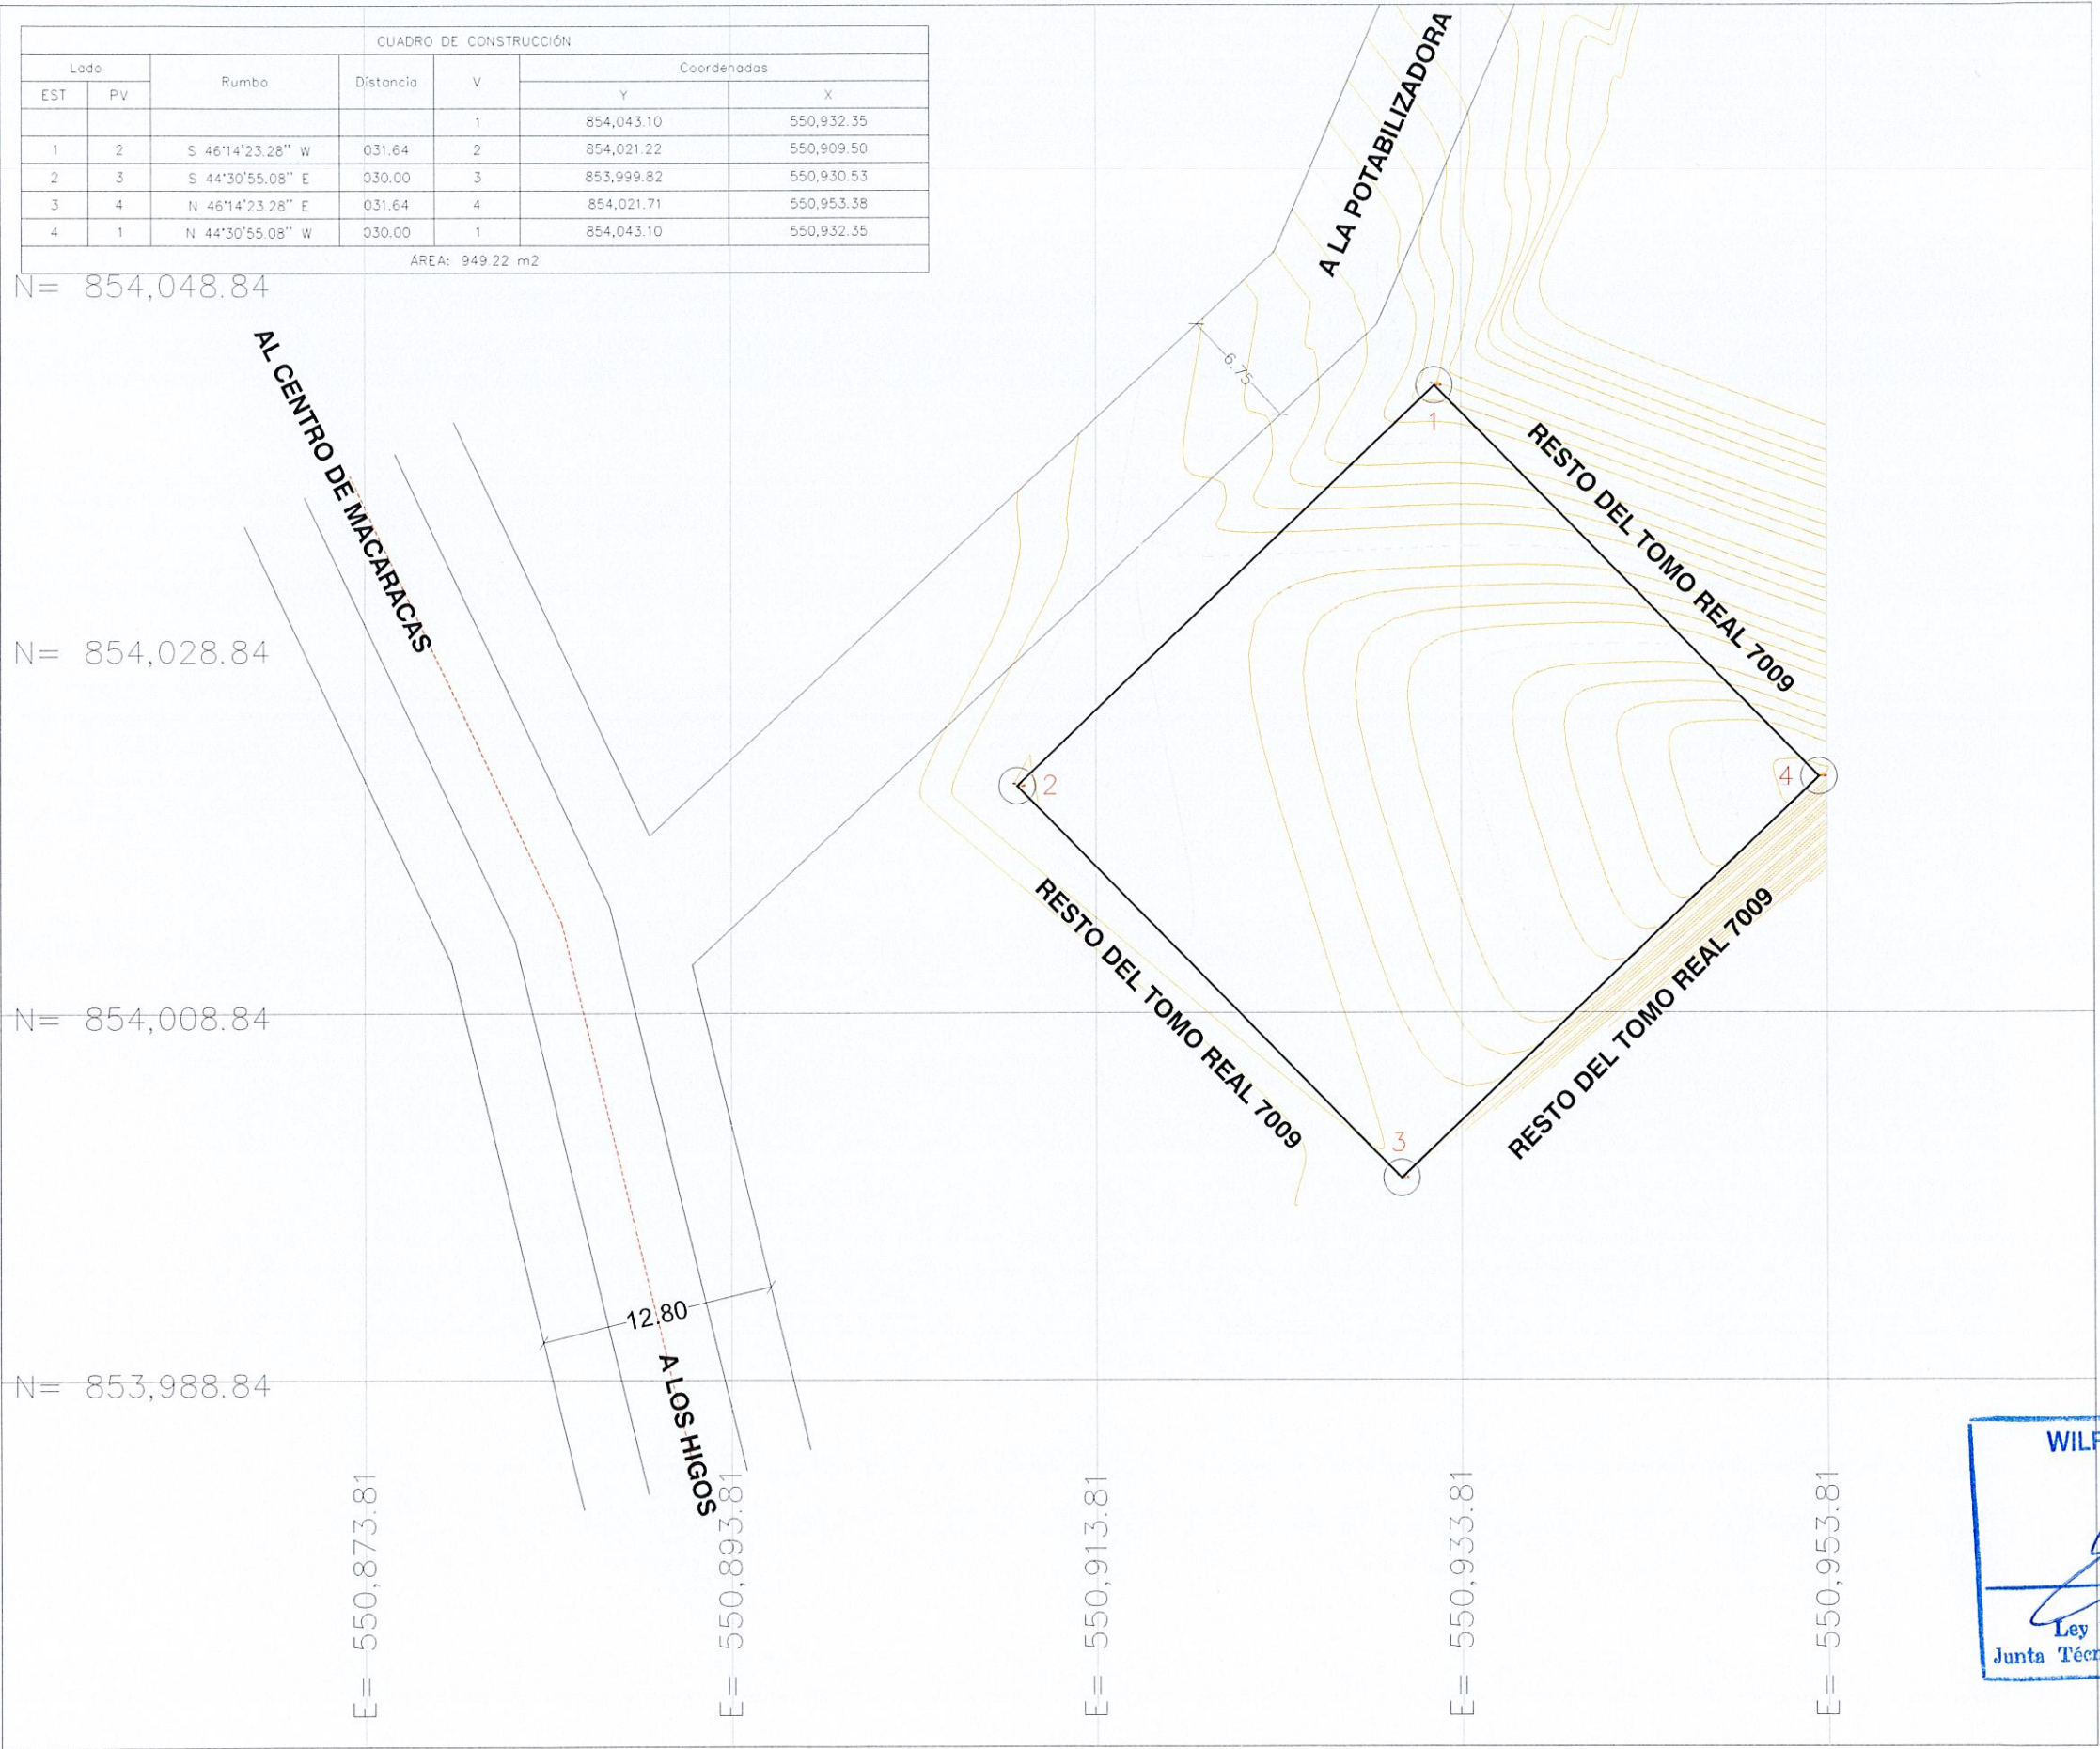 CUADRO DE CONSTRUCCIÓN
Lado Rumbo Distancia V Coordenadas
EST PV Y X
1 854,043.10 550,932.35
1 2 S 46°14'23.28" W 031.64 2 854,021.22 550,909.50
2 3 S 44°30'55.08" E 030.00 3 853,999.82 550,930.53
3 4 N 46°14'23.28" E 031.64 4 854,021.71 550,953.38
4 1 N 44°30'55.08" W 030.00 1 854,043.10 550,932.35
ÁREA: 949.22 m2
N= 854,048.84
N= 854,028.84
N= 854,008.84
N= 853,988.84
AL CENTRO DE MACARACAS
A LA POTABILIZADORA
6.75
1
RESTO DEL TOMO REAL 7009
2
4
RESTO DEL TOMO REAL 7009
RESTO DEL TOMO REAL 7009
3
12.80
A LOS HIGOS
E= 550,873.81
E= 550,893.81
E= 550,913.81
E= 550,933.81
E= 550,953.81
Ley
Junta